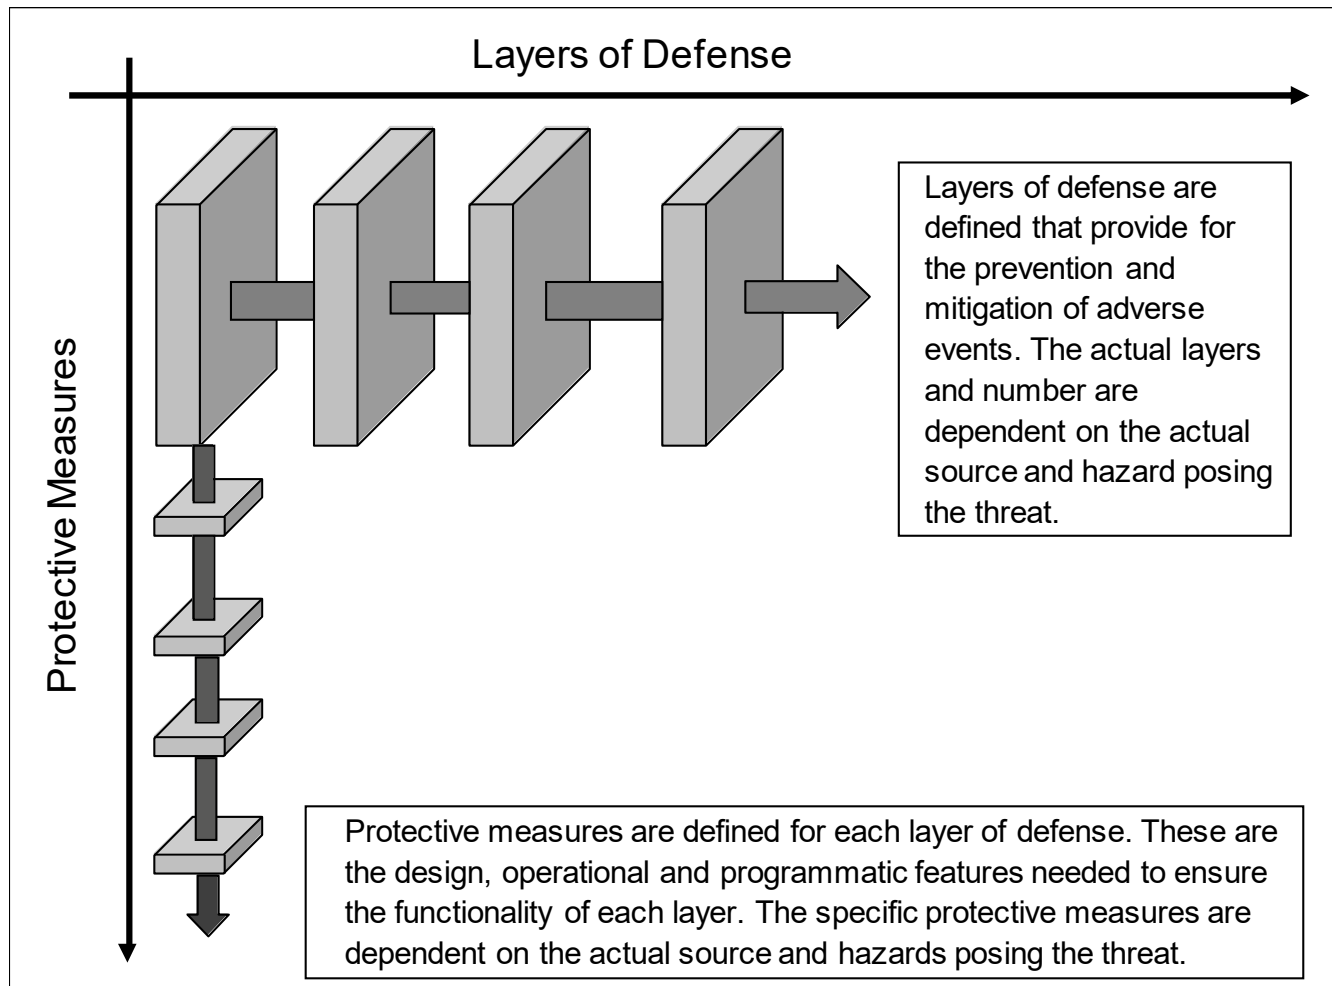 Layers of Defense
Layers of defense are
defined that provide for
the prevention and
mitigation of adverse
events. The actual layers
and number are
dependent on the actual
source and hazard posing
the threat.
Protective Measures
Protective measures are defined for each layer of defense. These are
the design, operational and programmatic features needed to ensure
the functionality of each layer. The specific protective measures are
dependent on the actual source and hazards posing the threat.